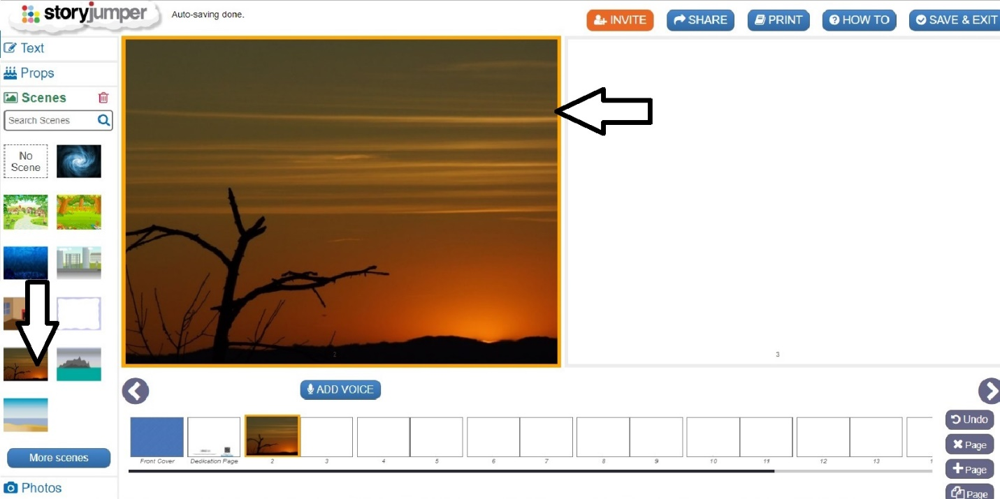 storyjumper
Auto-saving done.
INVITE
SHARE
PRINT
HOW TO
SAVE & EXIT
Text
Props
Scenes
Search Scenes
No
Scene
More scenes
Photos
2
3
ADD VOICE
Front Cover
Dedication Page
2
3
4
5
6
7
8
9
10
11
12
13
1
Undo
Page
Page
Page